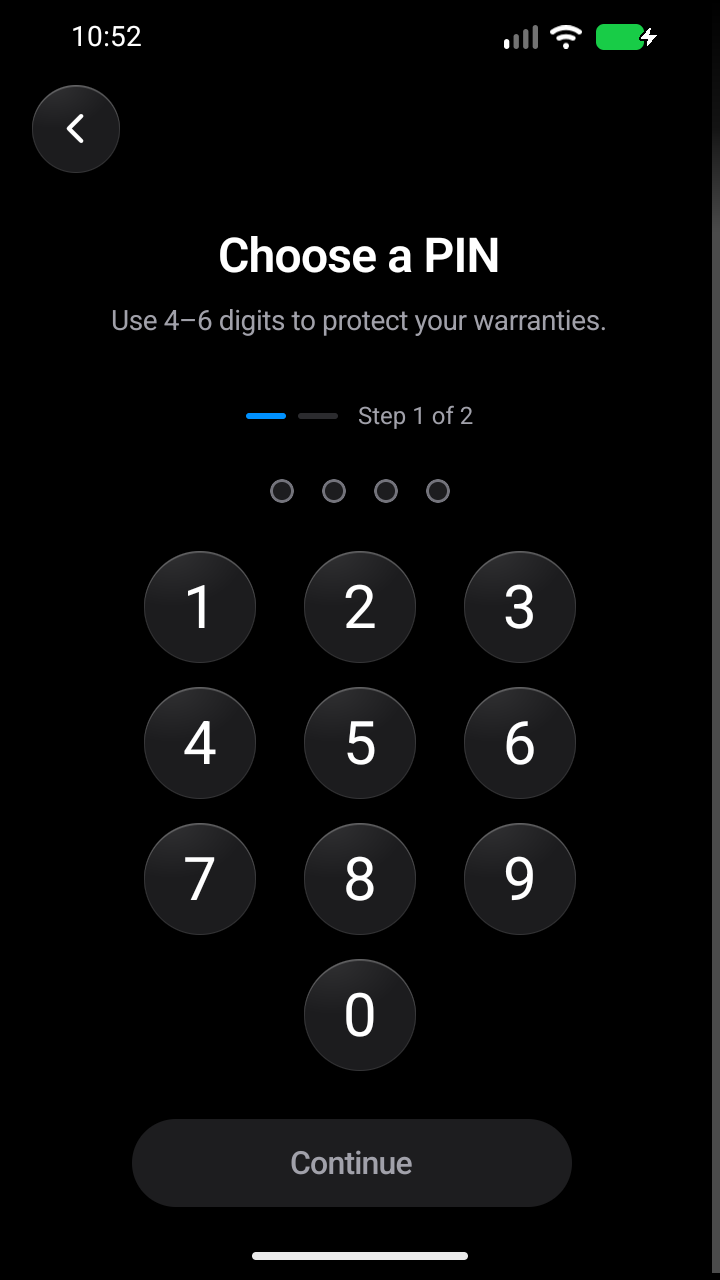 10:52
Choose a PIN
Use 4–6 digits to protect your warranties.
Step 1 of 2
1 2 3
4 5 6
7 8 9
0
Continue